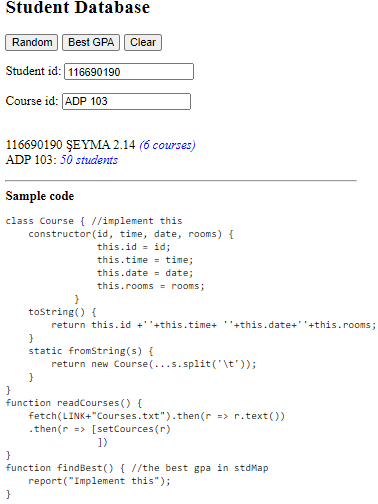 Student Database
Random Best GPA Clear
Student id: 116690190
Course id: ADP 103
116690190 ŞEYMA 2.14 (6 courses)
ADP 103: 50 students
Sample code
class Course { //implement this
    constructor(id, time, date, rooms) {
                this.id = id;
                this.time = time;
                this.date = date;
                this.rooms = rooms;
            }
    toString() {
        return this.id +''+this.time+ ''+this.date+''+this.rooms;
    }
    static fromString(s) {
        return new Course(...s.split('\t'));
    }
}
function readCourses() {
    fetch(LINK+"Courses.txt").then(r => r.text())
    .then(r => [setCources(r)
                ])
}
function findBest() { //the best gpa in stdMap
    report("Implement this");
}